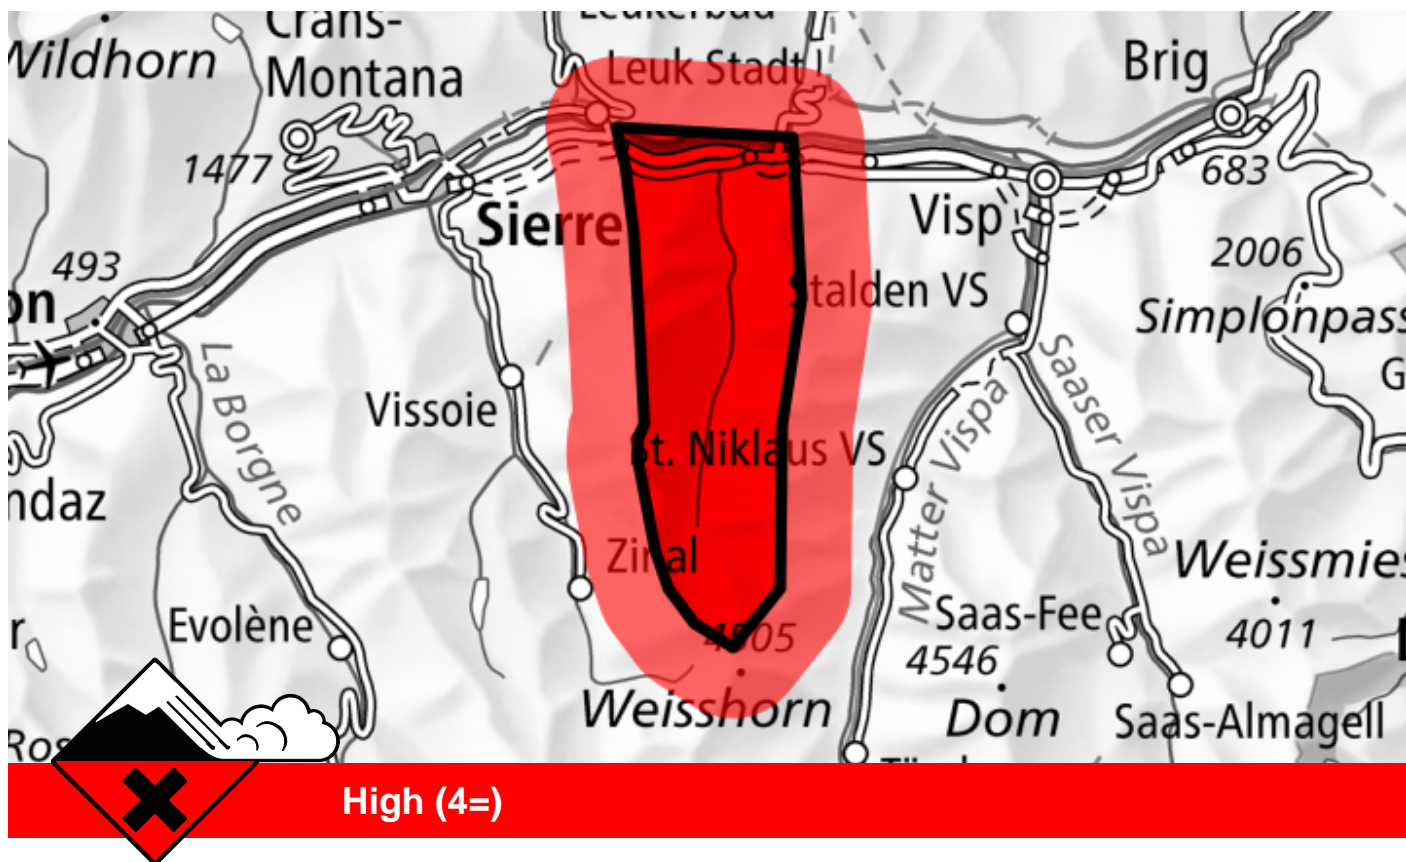 Crans-
Montana
Wildhorn
Leukerbad
Leuk Stadt
Brig
1477
683
Sierre
Visp
2006
493
Stalden VS
Simplonpass
La Borgne
Saaser Vispa
Vissoie
Matter Vispa
St. Niklaus VS
Zinal
Weissmies
Evolène
Saas-Fee
4011
4505
4546
Weisshorn
Dom
Saas-Almagell
High (4=)